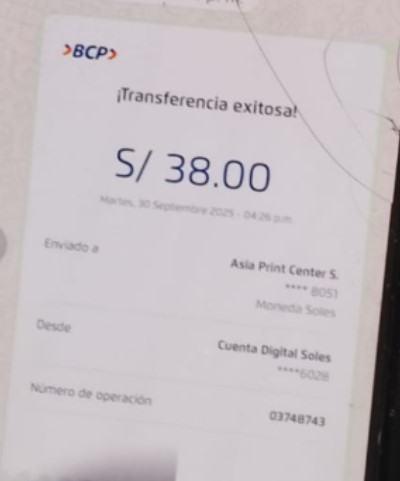 >BCP>
¡Transferencia exitosa!
S/ 38.00
Martes, 30 Septiembre 2025 - 04:26 p.m.
Enviado a
Asia Print Center S.
**** 8051
Moneda Soles
Desde
Cuenta Digital Soles
****6028
Número de operación
03748743